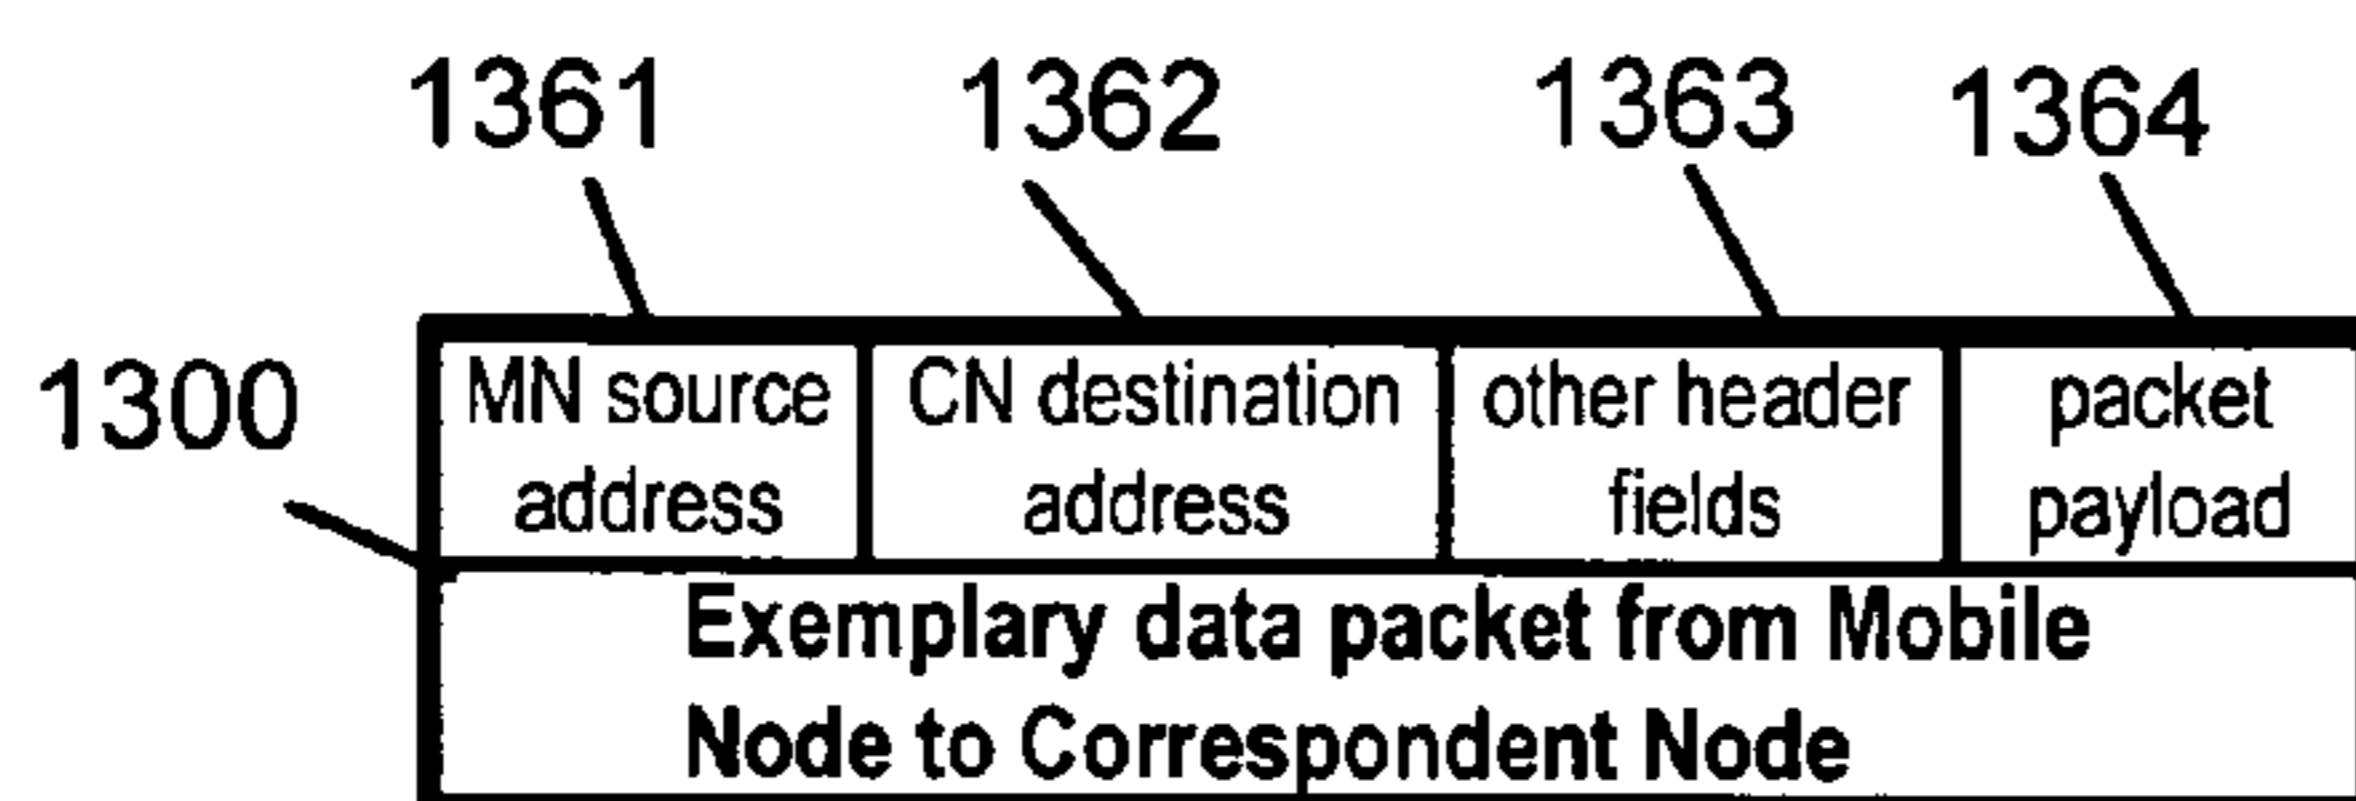 1361 1362 1363 1364
1300
MN source CN destination other header packet
address address fields payload
Exemplary data packet from Mobile
Node to Correspondent Node